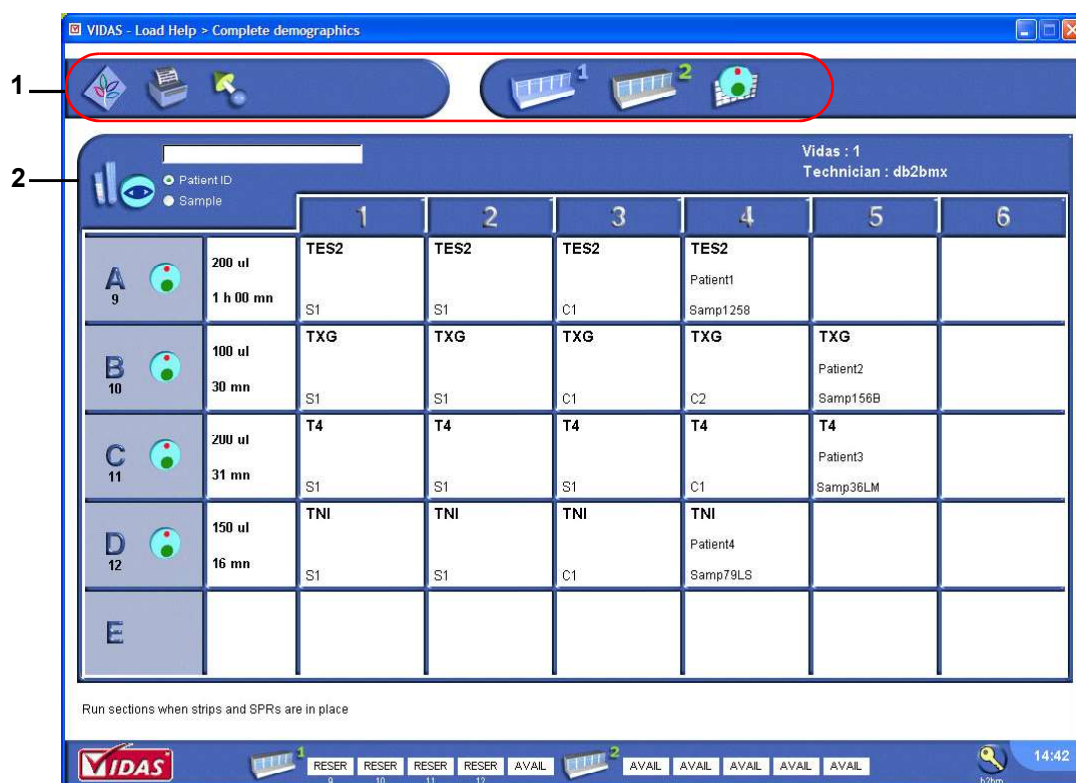 VIDAS - Load Help > Complete demographics
1
1
2
2
Patient ID
Sample
Vidas : 1
Technician : db2bmx
1 2 3 4 5 6
A
9
200 ul
1 h 00 mn
TES2 TES2 TES2 TES2
Patient1
S1 S1 C1 Samp1258
B
10
100 ul
30 mn
TXG TXG TXG TXG TXG
Patient2
S1 S1 C1 C2 Samp156B
C
11
200 ul
31 mn
T4 T4 T4 T4 T4
Patient3
S1 S1 S1 C1 Samp36LM
D
12
150 ul
16 mn
TNI TNI TNI TNI
Patient4
S1 S1 C1 Samp79LS
E
Run sections when strips and SPRs are in place
VIDAS
1 RESER RESER RESER RESER AVAIL 2 AVAIL AVAIL AVAIL AVAIL AVAIL
9 10 11 12
14:42